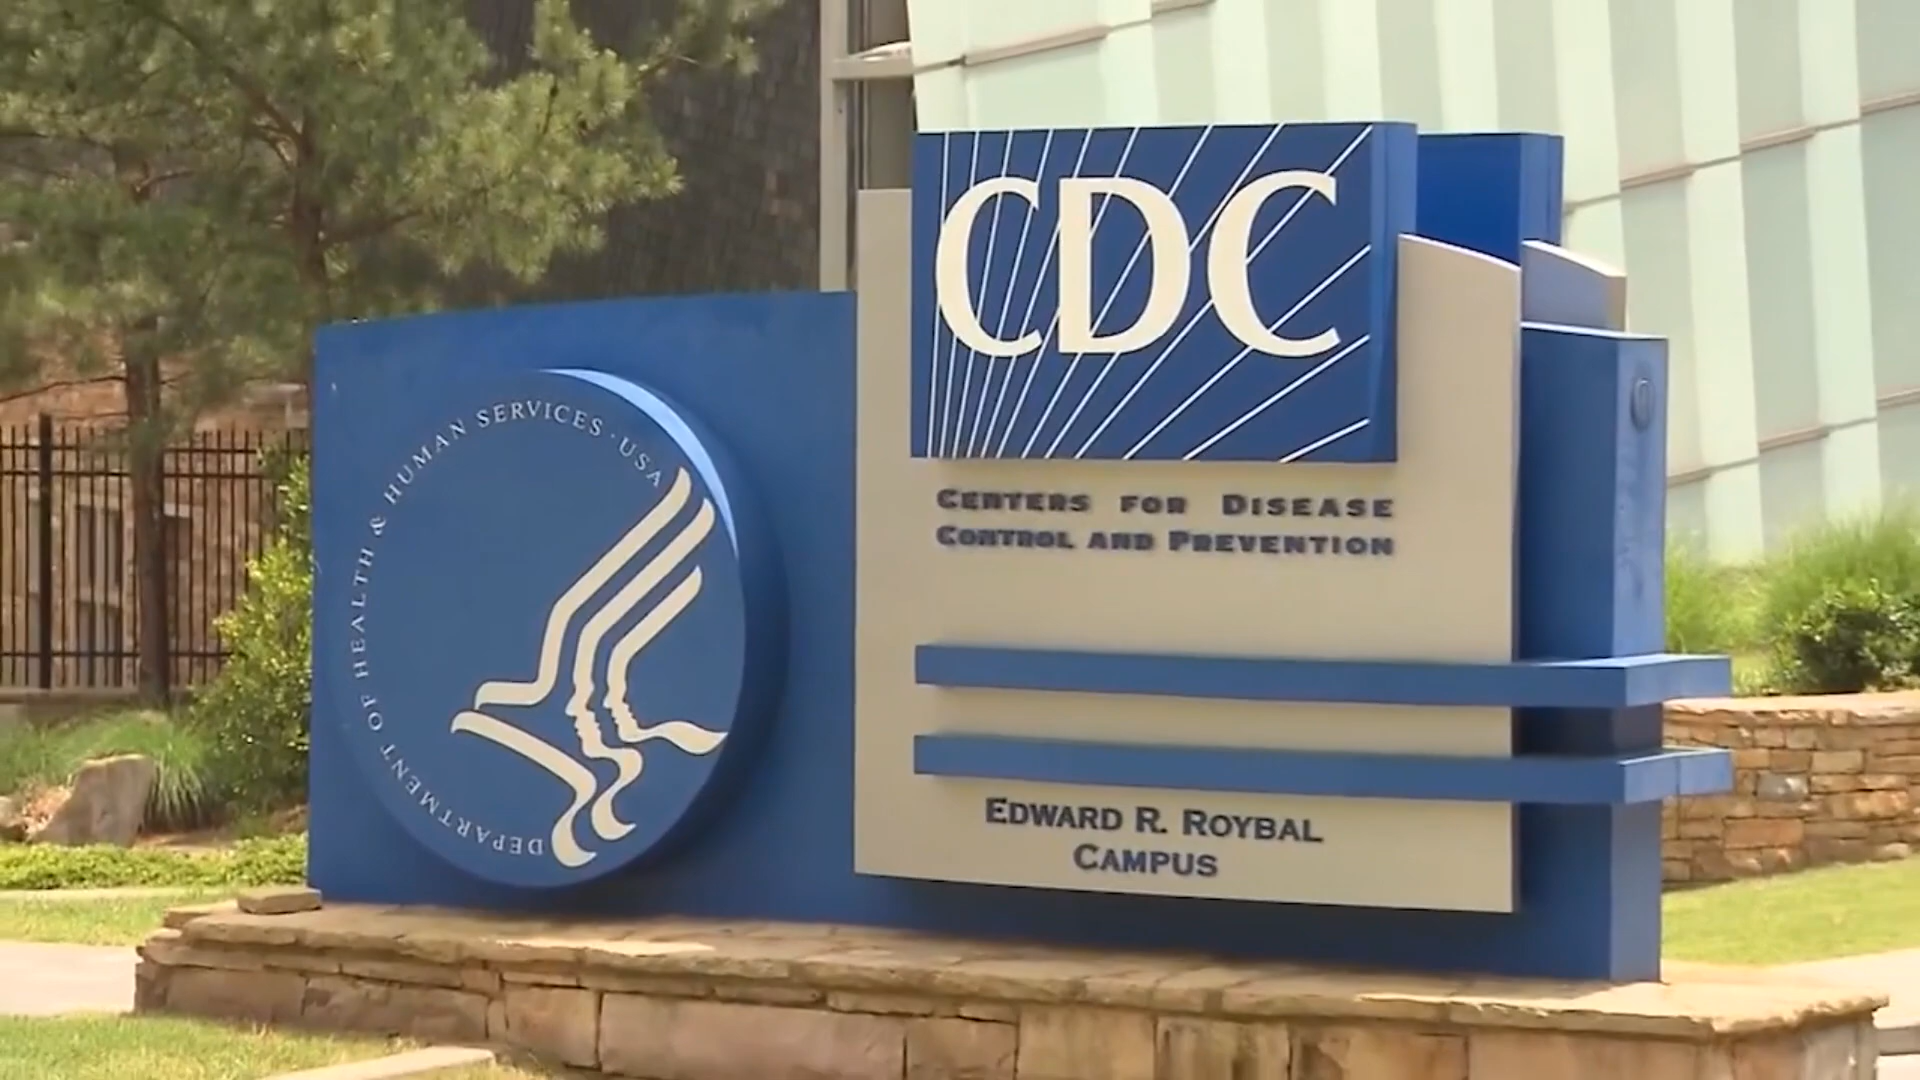 DEPARTMENT OF HEALTH & HUMAN SERVICES · USA
CDC
CENTERS FOR DISEASE
CONTROL AND PREVENTION
EDWARD R. ROYBAL
CAMPUS